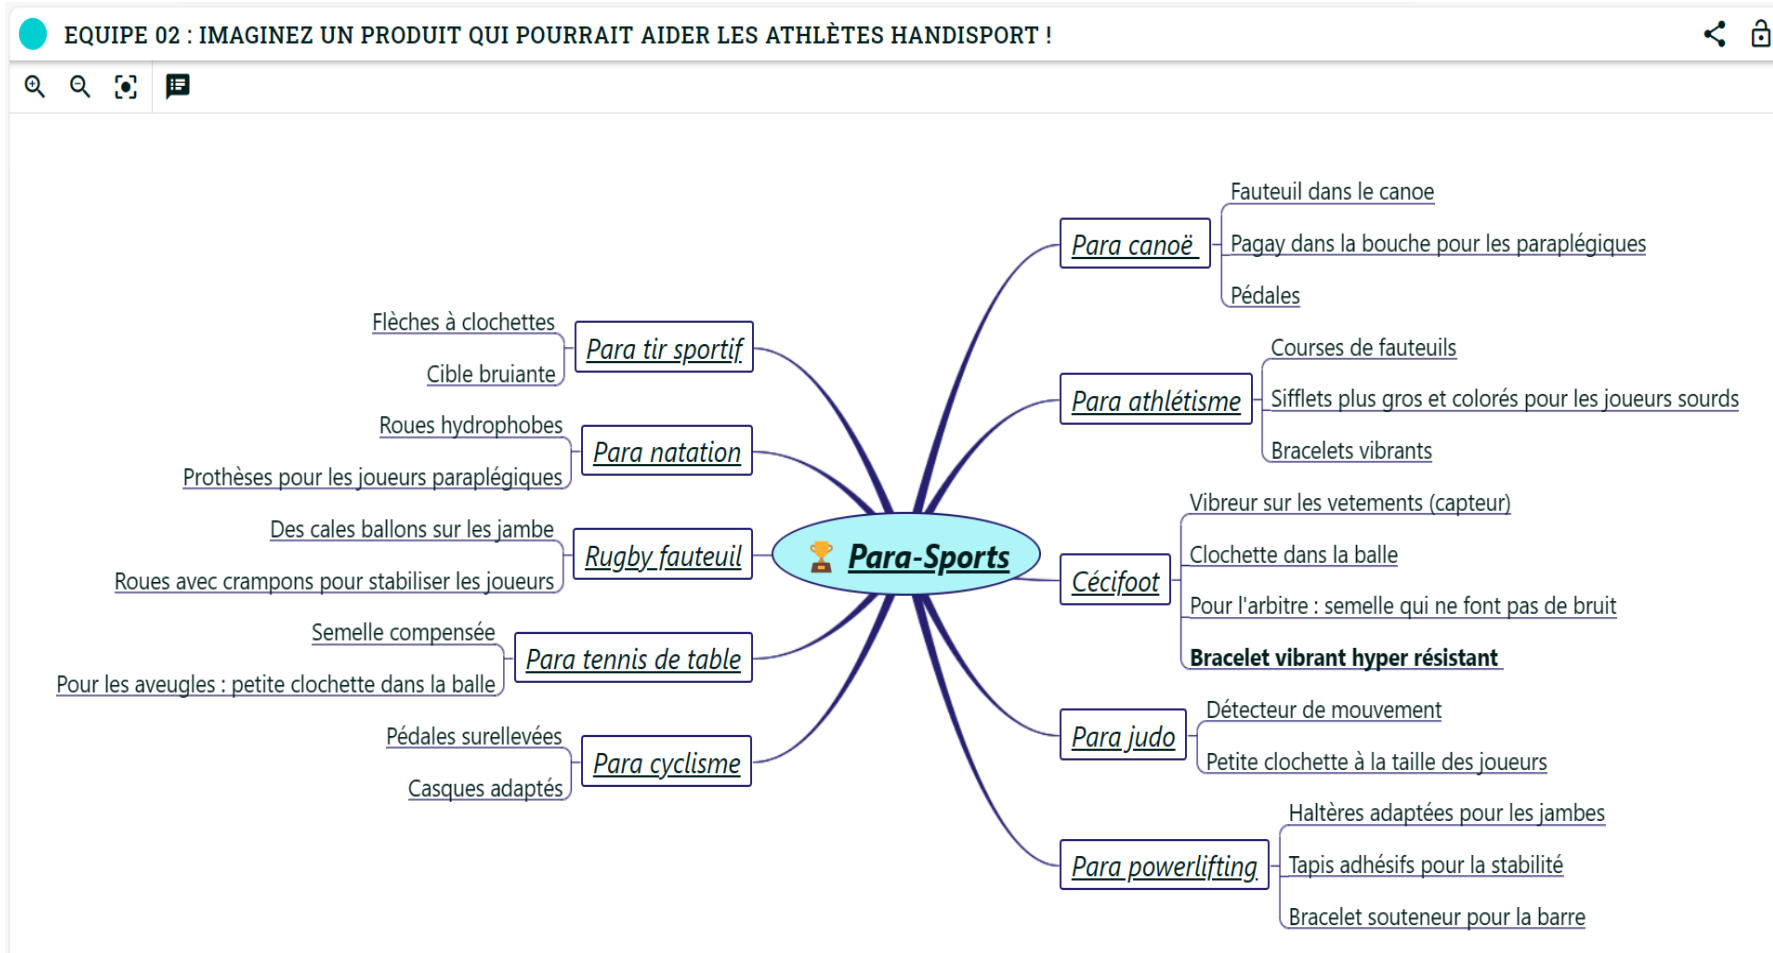 EQUIPE 02 : IMAGINEZ UN PRODUIT QUI POURRAIT AIDER LES ATHLÈTES HANDISPORT !
Para-Sports
Para tir sportif
Flèches à clochettes
Cible bruiante
Para natation
Roues hydrophobes
Prothèses pour les joueurs paraplégiques
Rugby fauteuil
Des cales ballons sur les jambe
Roues avec crampons pour stabiliser les joueurs
Para tennis de table
Semelle compensée
Pour les aveugles : petite clochette dans la balle
Para cyclisme
Pédales surellevées
Casques adaptés
Para canoë
Fauteuil dans le canoe
Pagay dans la bouche pour les paraplégiques
Pédales
Para athlétisme
Courses de fauteuils
Sifflets plus gros et colorés pour les joueurs sourds
Bracelets vibrants
Cécifoot
Vibreur sur les vetements (capteur)
Clochette dans la balle
Pour l'arbitre : semelle qui ne font pas de bruit
Bracelet vibrant hyper résistant
Para judo
Détecteur de mouvement
Petite clochette à la taille des joueurs
Para powerlifting
Haltères adaptées pour les jambes
Tapis adhésifs pour la stabilité
Bracelet souteneur pour la barre